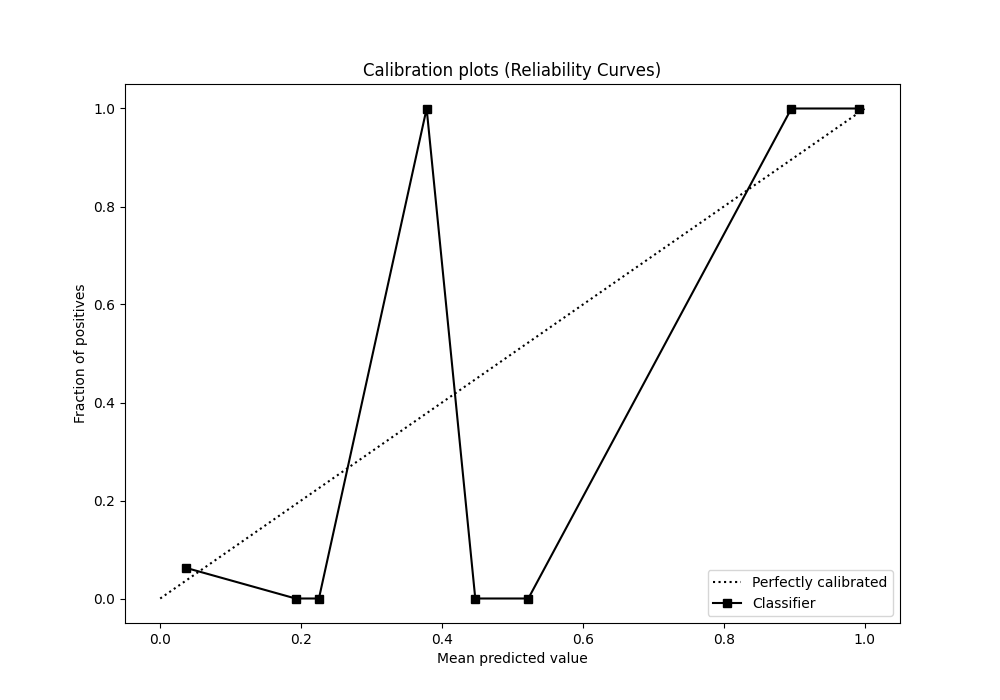 Calibration plots (Reliability Curves)
1.0
0.8
0.6
0.4
0.2
0.0
Fraction of positives
0.0 0.2 0.4 0.6 0.8 1.0
Mean predicted value
Perfectly calibrated
Classifier